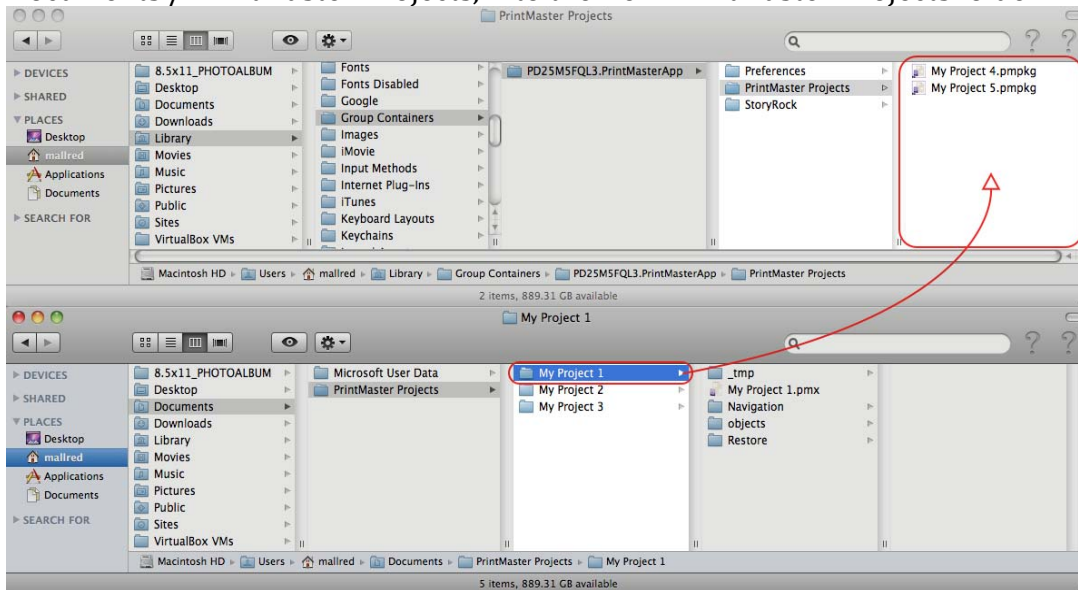 PrintMaster Projects
DEVICES
SHARED
PLACES
Desktop
mallred
Applications
Documents
SEARCH FOR
8.5x11_PHOTOALBUM
Desktop
Documents
Downloads
Library
Movies
Music
Pictures
Public
Sites
VirtualBox VMs
Fonts
Fonts Disabled
Google
Group Containers
Images
iMovie
Input Methods
Internet Plug-Ins
iTunes
Keyboard Layouts
Keychains
PD25M5FQL3.PrintMasterApp
Preferences
PrintMaster Projects
StoryRock
My Project 4.pmpkg
My Project 5.pmpkg
Macintosh HD Users mallred Library Group Containers PD25M5FQL3.PrintMasterApp PrintMaster Projects
2 items, 889.31 GB available
My Project 1
DEVICES
SHARED
PLACES
Desktop
mallred
Applications
Documents
SEARCH FOR
8.5x11_PHOTOALBUM
Desktop
Documents
Downloads
Library
Movies
Music
Pictures
Public
Sites
VirtualBox VMs
Microsoft User Data
PrintMaster Projects
My Project 1
My Project 2
My Project 3
_tmp
My Project 1.pmx
Navigation
objects
Restore
Macintosh HD Users mallred Documents PrintMaster Projects My Project 1
5 items, 889.31 GB available